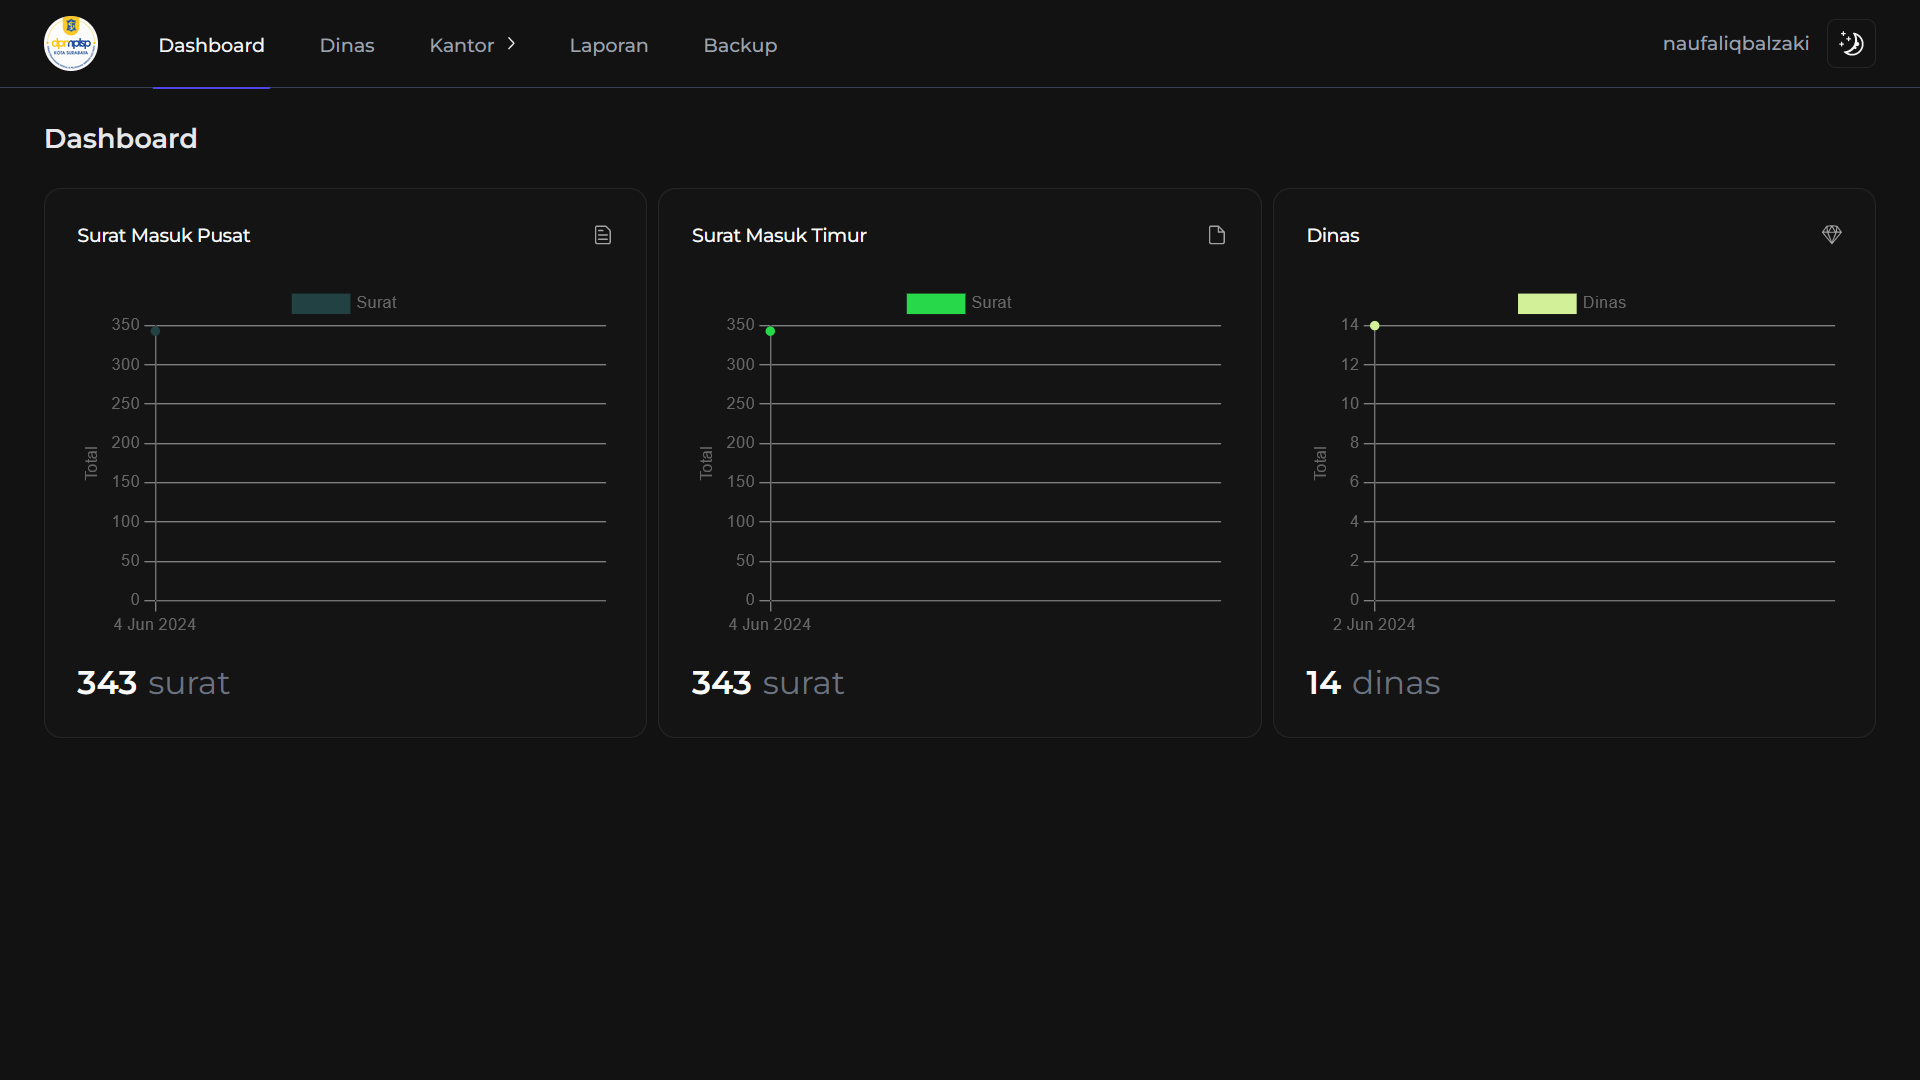 dpmptsp
KOTA SURABAYA
Dashboard
Dinas
Kantor
Laporan
Backup
naufaliqbalzaki
Dashboard
Surat Masuk Pusat
Surat
Total
350
300
250
200
150
100
50
0
4 Jun 2024
343 surat
Surat Masuk Timur
Surat
Total
350
300
250
200
150
100
50
0
4 Jun 2024
343 surat
Dinas
Dinas
Total
14
12
10
8
6
4
2
0
2 Jun 2024
14 dinas